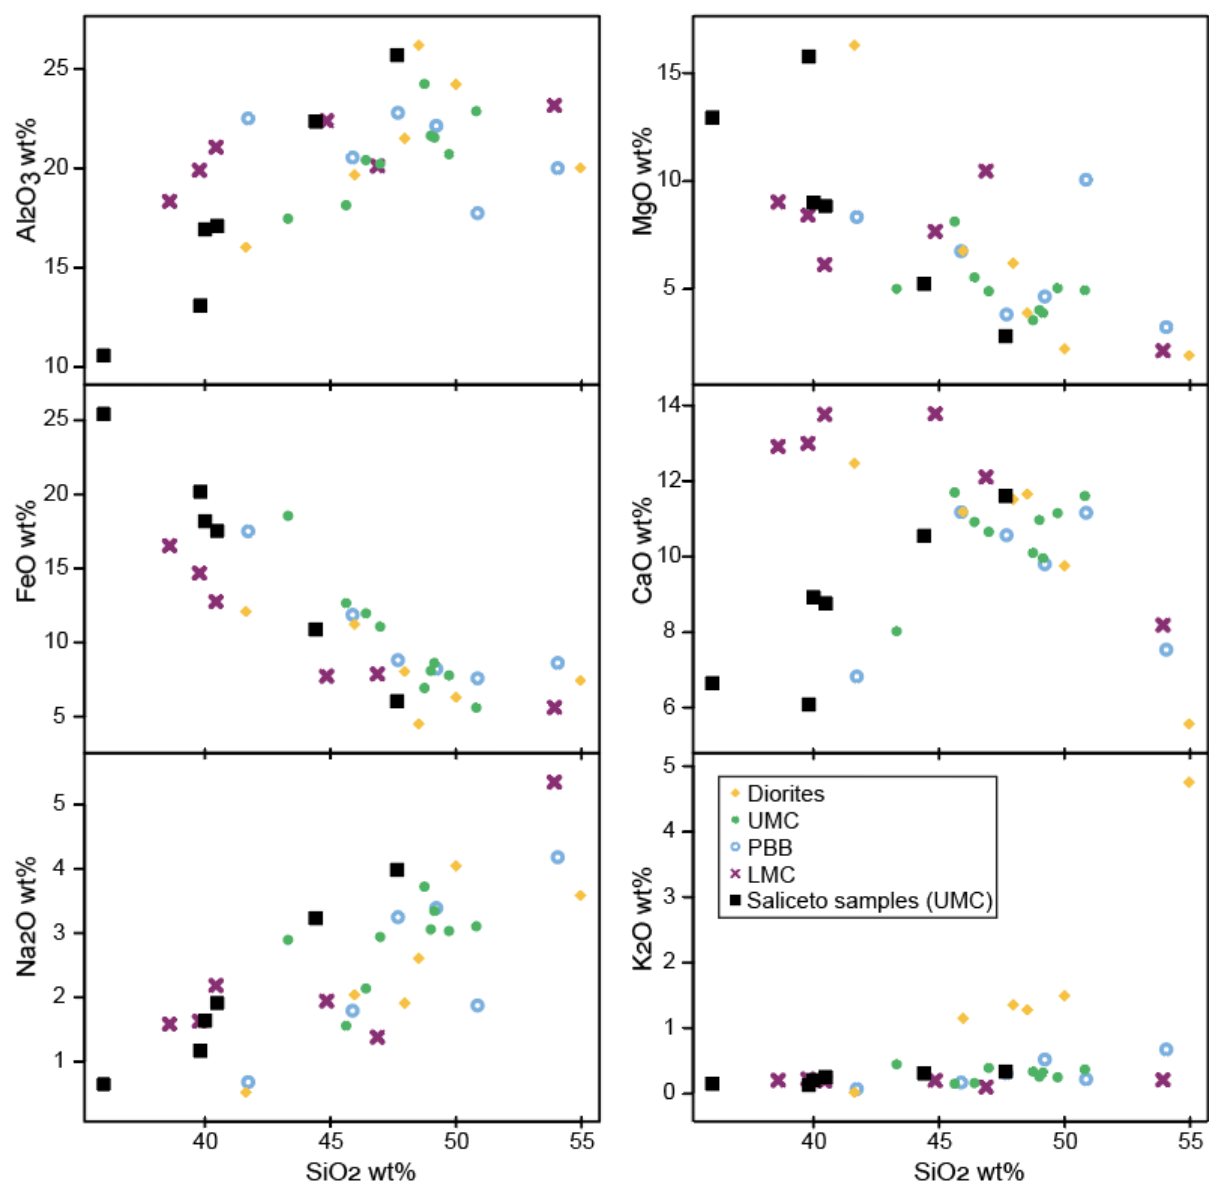 Al2O3 wt%
25
20
15
10
MgO wt%
15
10
5
FeO wt%
25
20
15
10
5
CaO wt%
14
12
10
8
6
Na2O wt%
5
4
3
2
1
40
45
50
55
SiO2 wt%
K2O wt%
5
4
3
2
1
0
Diorites
UMC
PBB
LMC
Saliceto samples (UMC)
40
45
50
55
SiO2 wt%